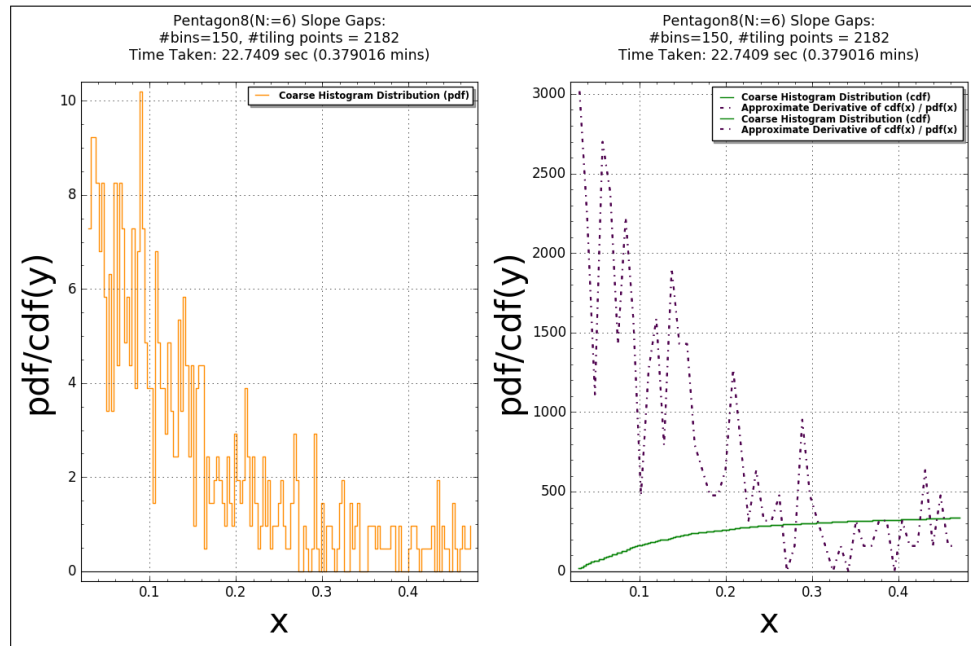 Pentagon8(N:=6) Slope Gaps:
#bins=150, #tiling points = 2182
Time Taken: 22.7409 sec (0.379016 mins)
Coarse Histogram Distribution (pdf)
10
8
6
4
2
0
0.1 0.2 0.3 0.4
pdf/cdf(y)
x
Pentagon8(N:=6) Slope Gaps:
#bins=150, #tiling points = 2182
Time Taken: 22.7409 sec (0.379016 mins)
Coarse Histogram Distribution (cdf)
Approximate Derivative of cdf(x) / pdf(x)
Coarse Histogram Distribution (cdf)
Approximate Derivative of cdf(x) / pdf(x)
3000
2500
2000
1500
1000
500
0
0.1 0.2 0.3 0.4
pdf/cdf(y)
x